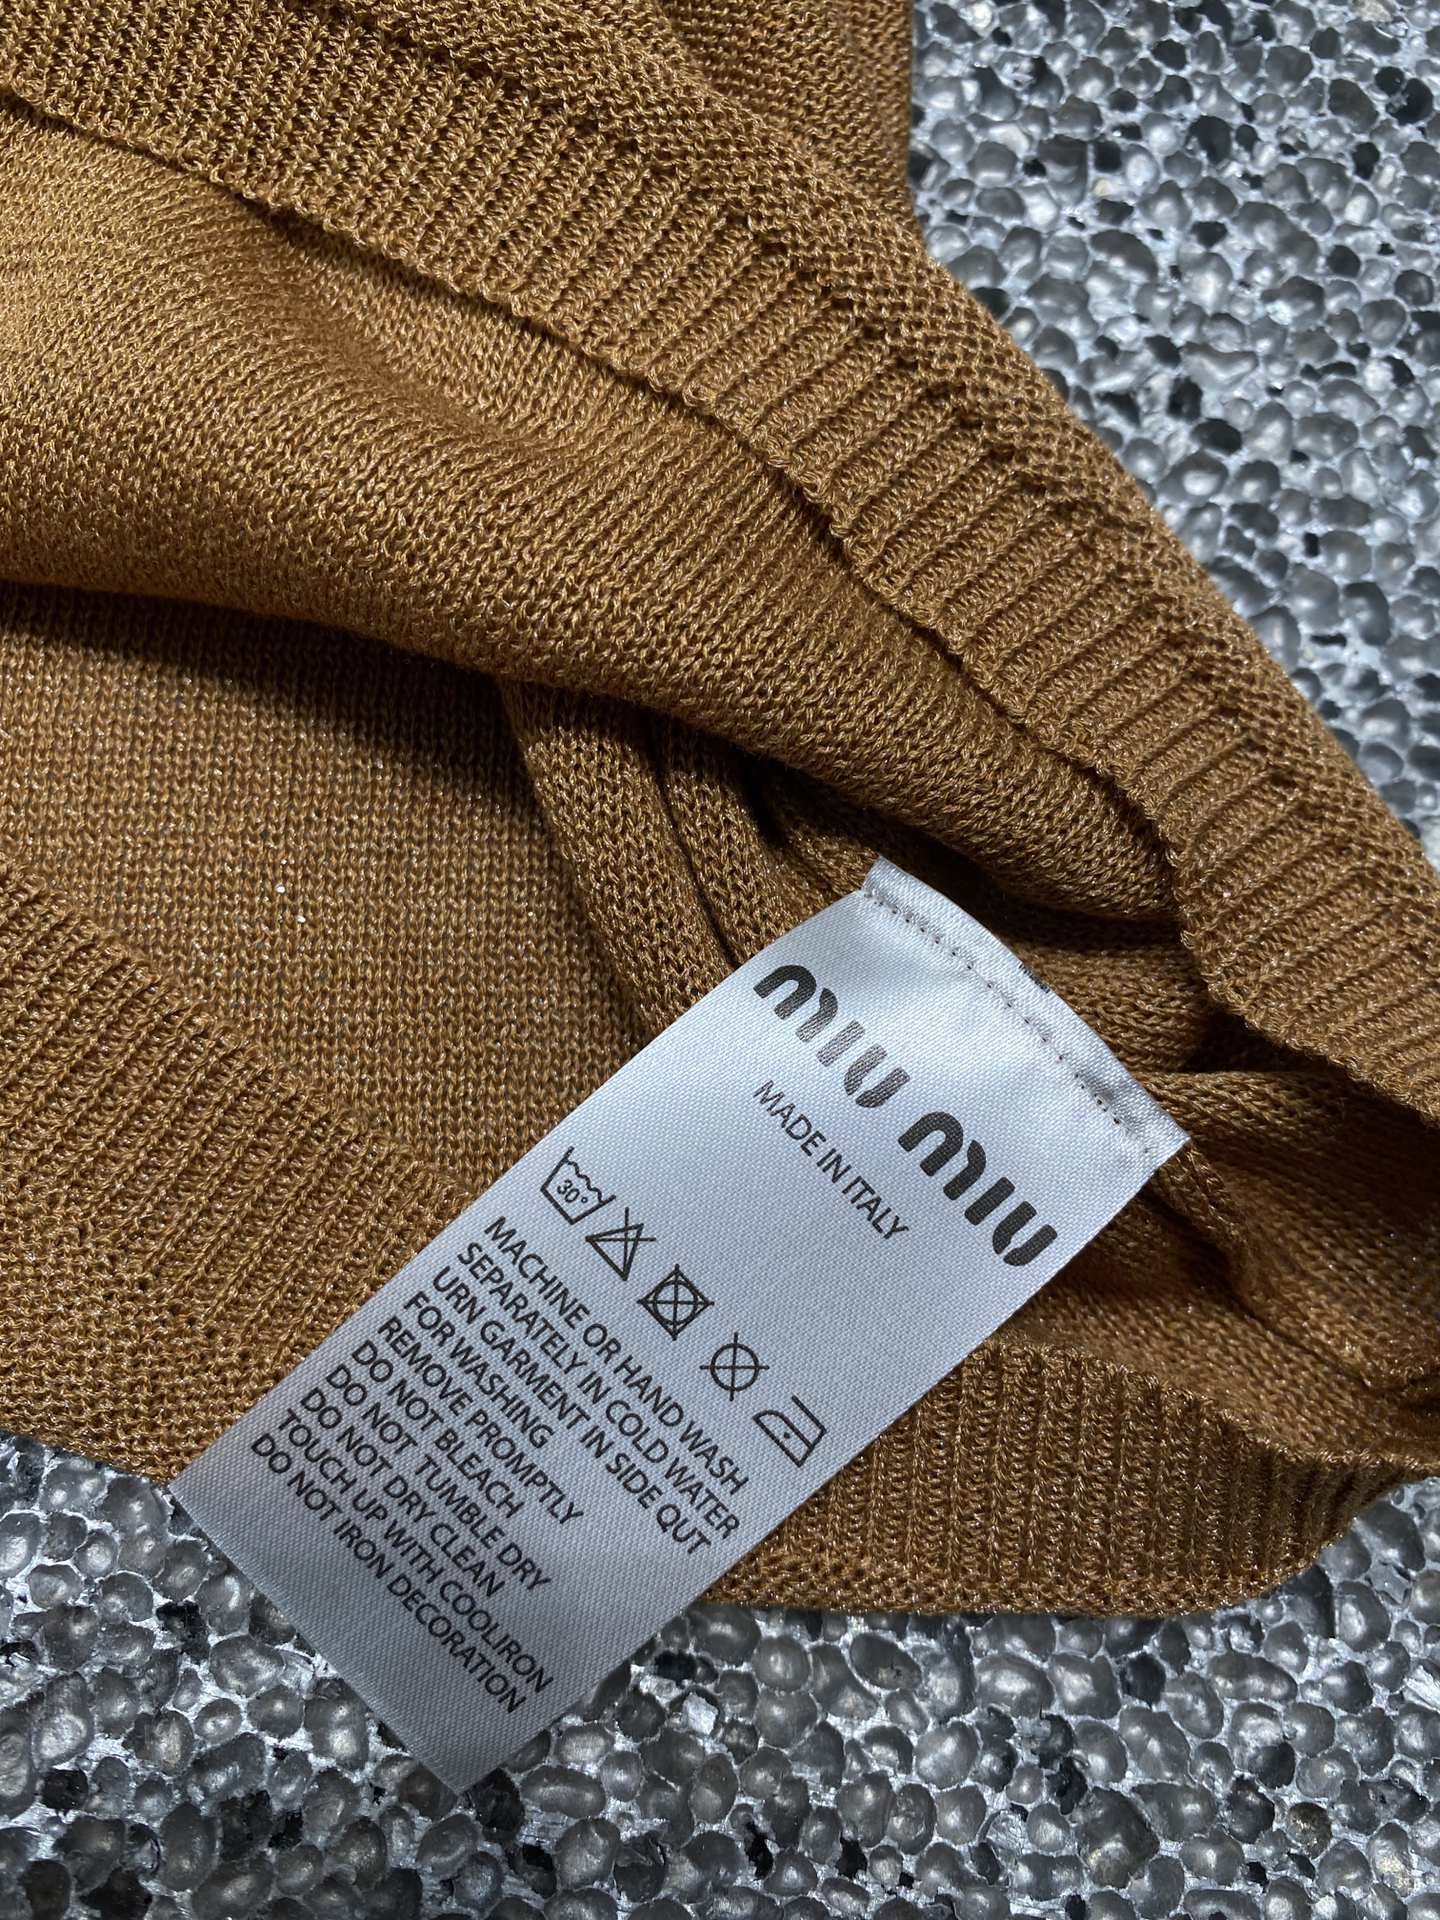 miu miu
MADE IN ITALY
30°
MACHINE OR HAND WASH
SEPARATELY IN COLD WATER
URN GARMENT IN SIDE QUT
FOR WASHING
REMOVE PROMPTLY
DO NOT BLEACH
DO NOT TUMBLE DRY
DO NOT DRY CLEAN
TOUCH UP WITH COOLIRON
DO NOT IRON DECORATION